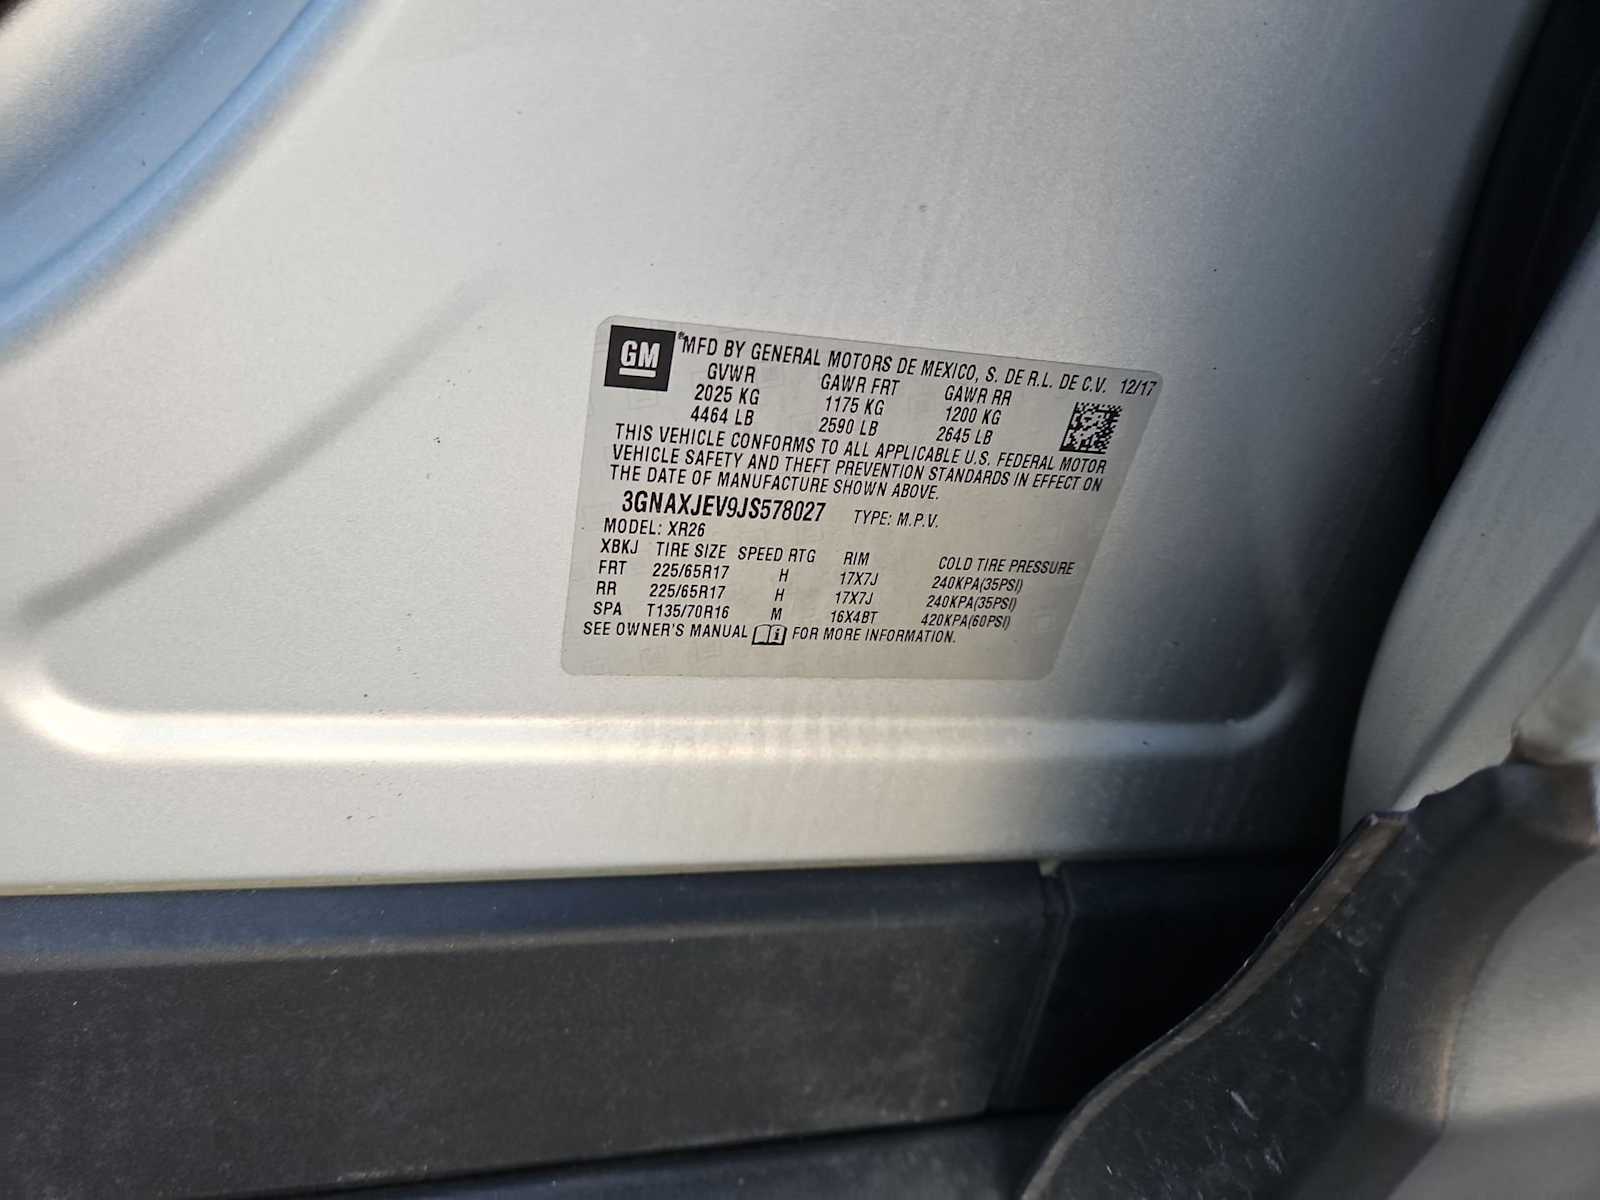 GM *MFD BY GENERAL MOTORS DE MEXICO, S. DE R.L. DE C.V. 12/17
GVWR GAWR FRT GAWR RR
2025 KG 1175 KG 1200 KG
4464 LB 2590 LB 2645 LB
THIS VEHICLE CONFORMS TO ALL APPLICABLE U.S. FEDERAL MOTOR
VEHICLE SAFETY AND THEFT PREVENTION STANDARDS IN EFFECT ON
THE DATE OF MANUFACTURE SHOWN ABOVE.
3GNAXJEV9JS578027 TYPE: M.P.V.
MODEL: XR26
XBKJ TIRE SIZE SPEED RTG RIM COLD TIRE PRESSURE
FRT 225/65R17 H 17X7J 240KPA(35PSI)
RR 225/65R17 H 17X7J 240KPA(35PSI)
SPA T135/70R16 M 16X4BT 420KPA(60PSI)
SEE OWNER'S MANUAL i FOR MORE INFORMATION.